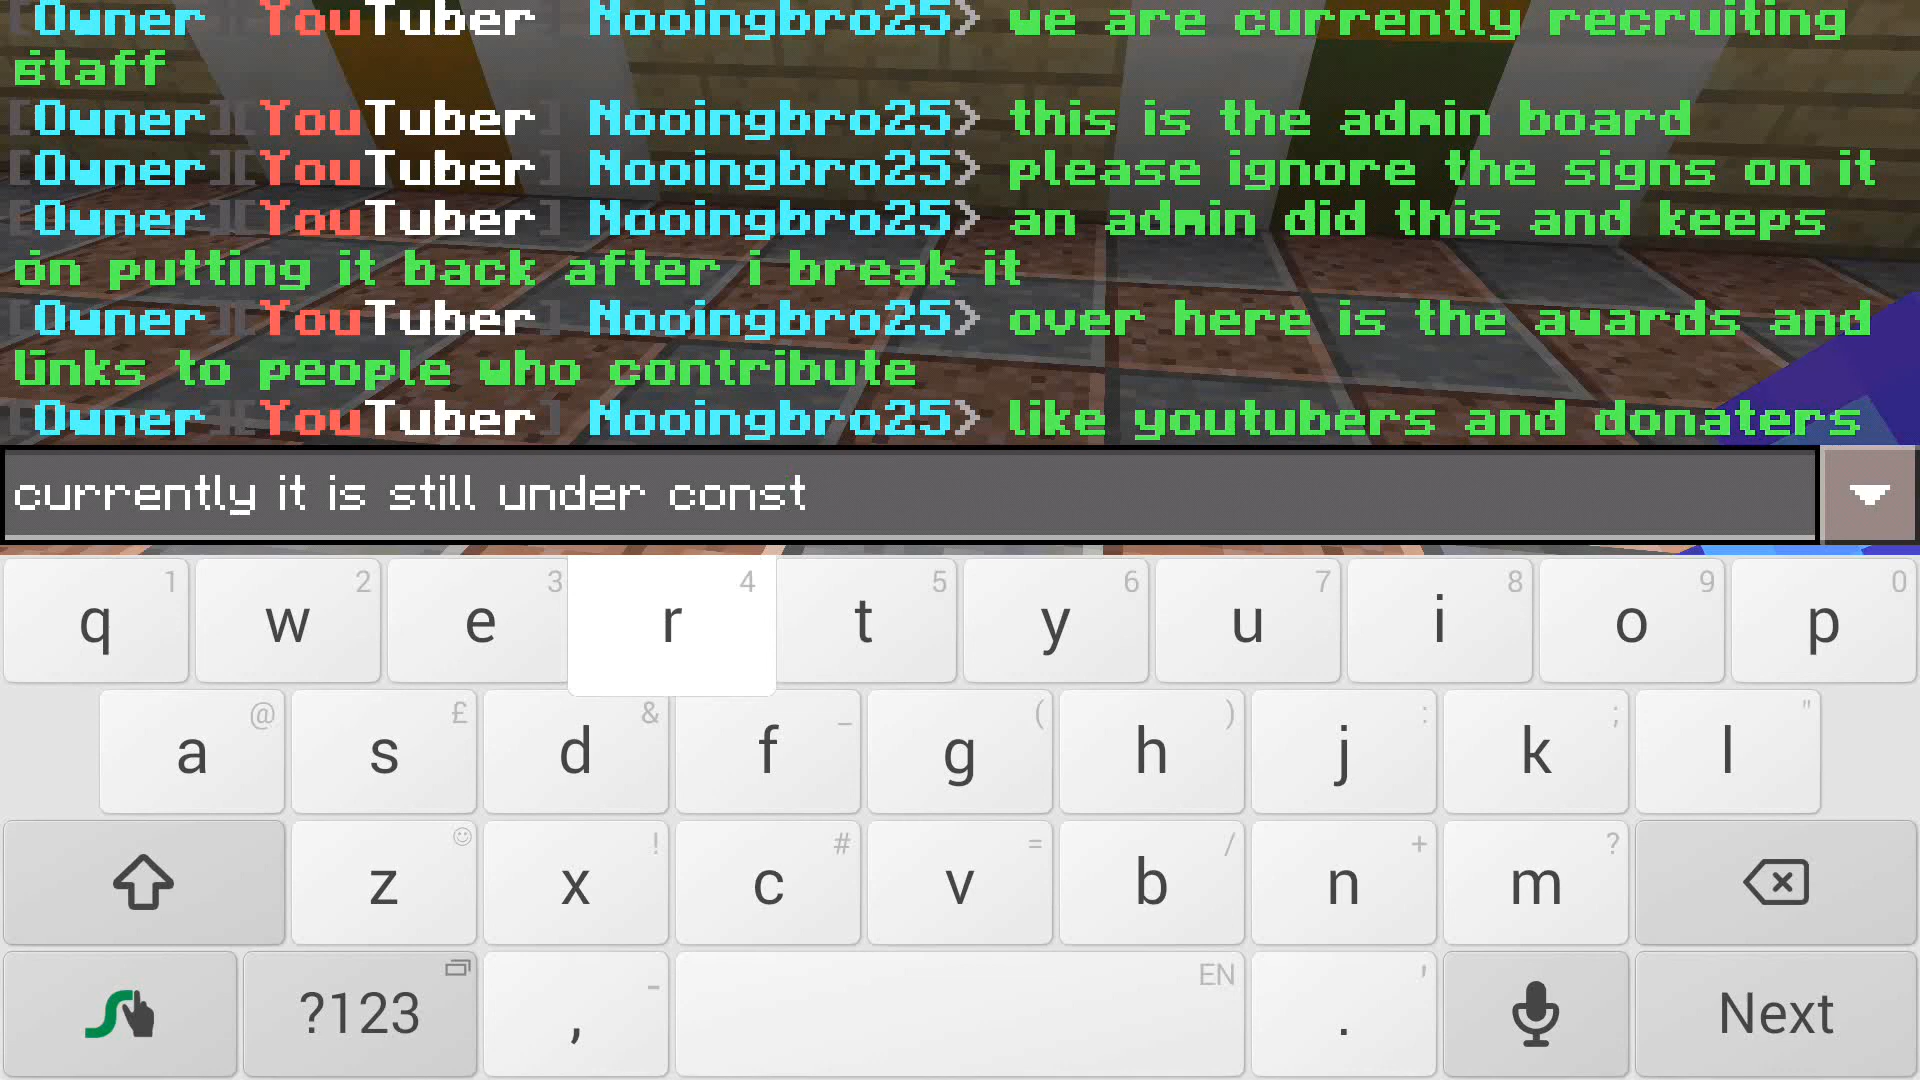 [Owner][YouTuber] Nooingbro25> we are currently recruiting
staff
[Owner][YouTuber] Nooingbro25> this is the admin board
[Owner][YouTuber] Nooingbro25> please ignore the signs on it
[Owner][YouTuber] Nooingbro25> an admin did this and keeps
on putting it back after i break it
[Owner][YouTuber] Nooingbro25> over here is the awards and
links to people who contribute
[Owner][YouTuber] Nooingbro25> like youtubers and donaters
currently it is still under const
q 1 w 2 e 3 r 4 t 5 y 6 u 7 i 8 o 9 p 0
a @ s £ d & f _ g ( h ) j : k ; l "
z x ! c # v = b / n + m ?
?123 , - EN . ' Next